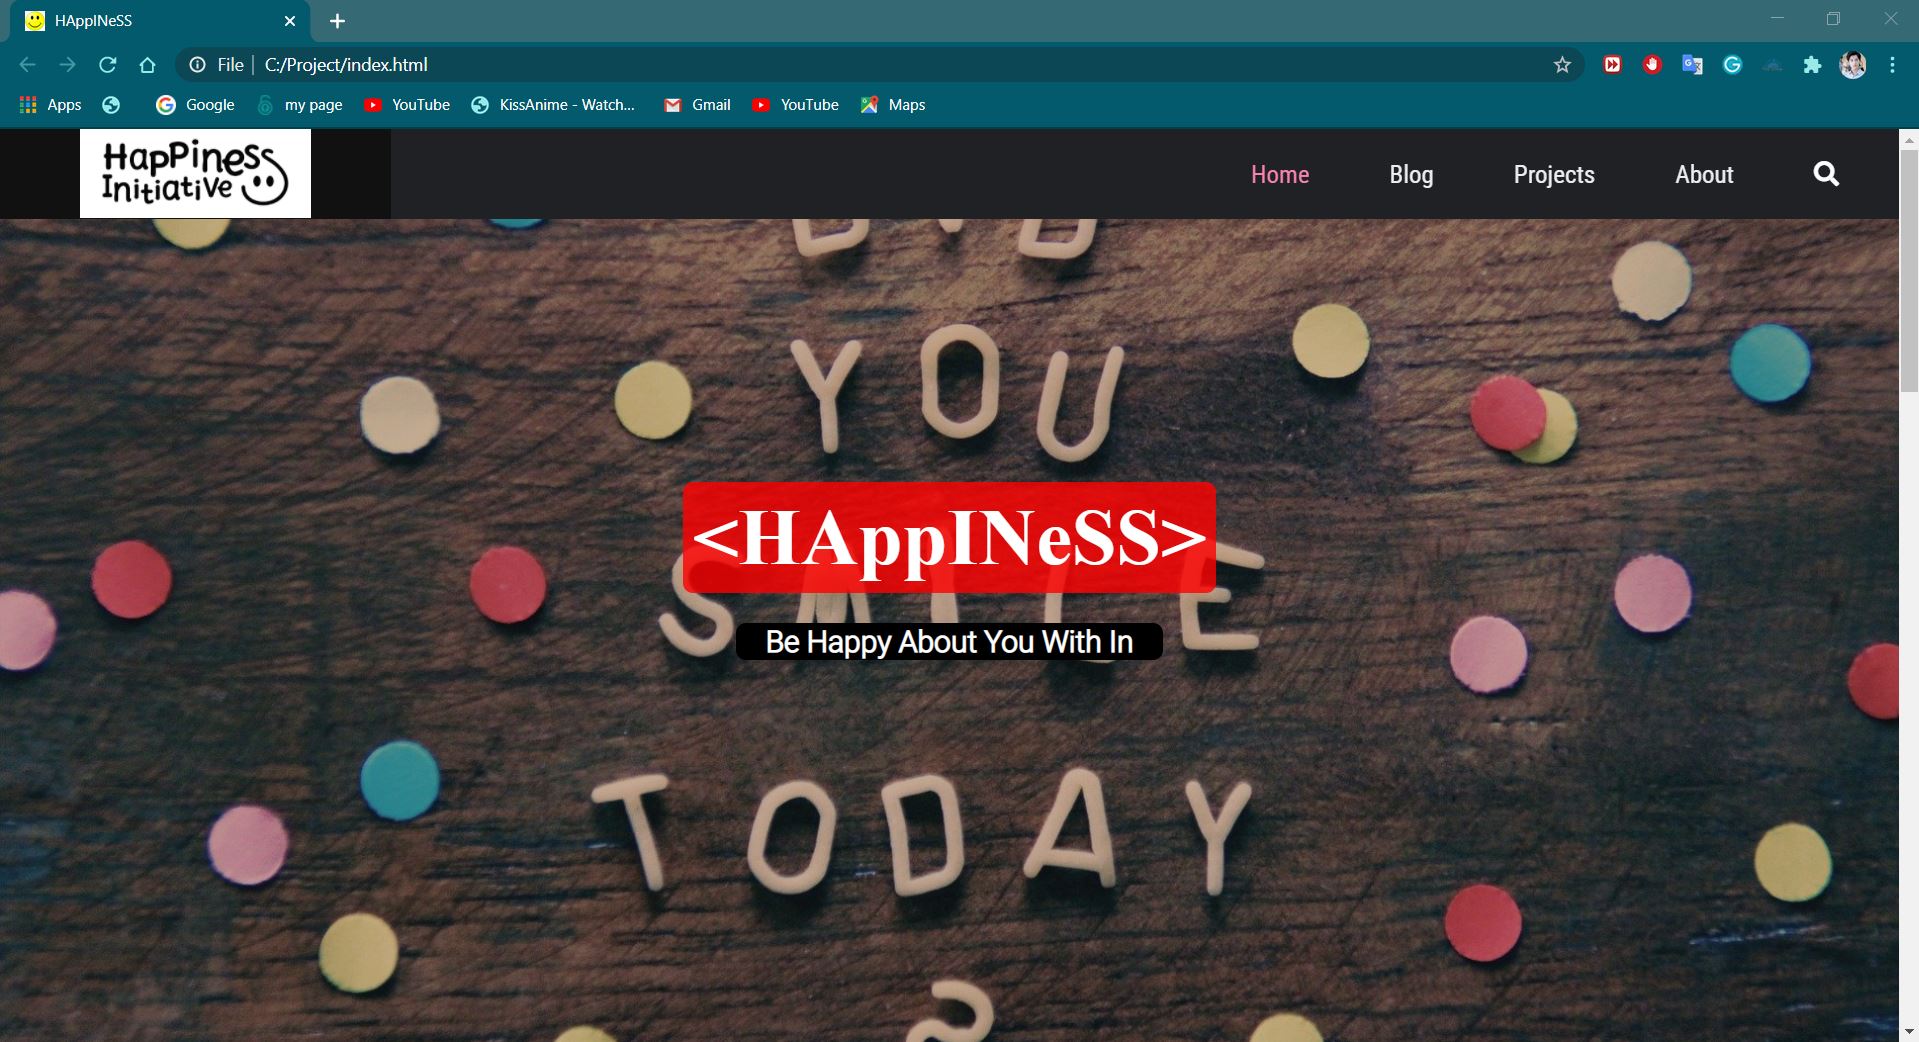 HAppINeSS
File C:/Project/index.html
Apps Google my page YouTube KissAnime - Watch... Gmail YouTube Maps
HapPinesS
InitiatiVe
Home Blog Projects About
YOU
<HAppINeSS>
SMILE
Be Happy About You With In
TODAY
?